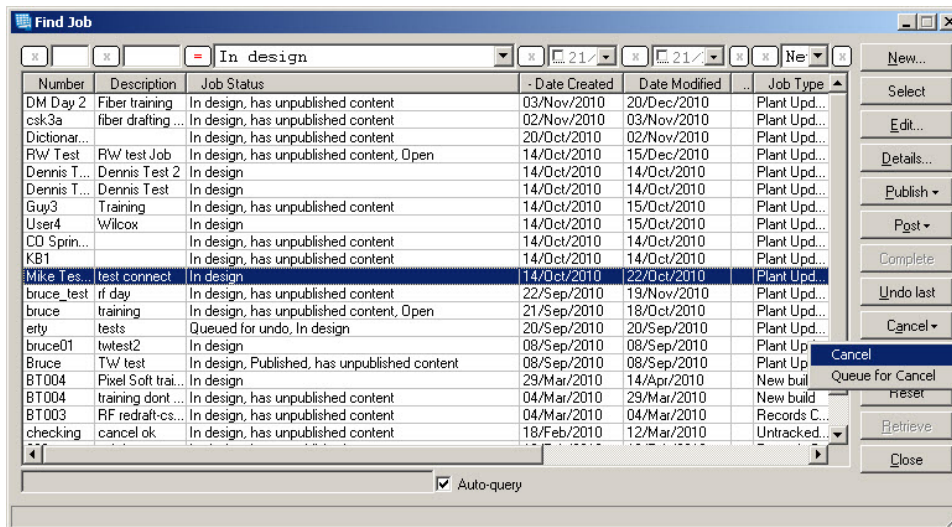 Find Job
x x = In design x 21/ x 21/ x x Ne x
Number Description Job Status - Date Created Date Modified .. Job Type
DM Day 2 Fiber training In design, has unpublished content 03/Nov/2010 20/Dec/2010 Plant Upd...
csk3a fiber drafting ... In design, has unpublished content 02/Nov/2010 03/Nov/2010 Plant Upd...
Dictionar... In design, has unpublished content 20/Oct/2010 02/Nov/2010 Plant Upd...
RW Test RW test Job In design, has unpublished content, Open 14/Oct/2010 15/Dec/2010 Plant Upd...
Dennis T... Dennis Test 2 In design 14/Oct/2010 14/Oct/2010 Plant Upd...
Dennis T... Dennis Test In design 14/Oct/2010 14/Oct/2010 Plant Upd...
Guy3 Training In design, has unpublished content 14/Oct/2010 15/Oct/2010 Plant Upd...
User4 Wilcox In design 14/Oct/2010 15/Oct/2010 Plant Upd...
CO Sprin... In design, has unpublished content 14/Oct/2010 14/Oct/2010 Plant Upd...
KB1 In design, has unpublished content 14/Oct/2010 14/Oct/2010 Plant Upd...
Mike Tes... test connect In design 14/Oct/2010 22/Oct/2010 Plant Upd...
bruce_test rf day In design, has unpublished content 22/Sep/2010 19/Nov/2010 Plant Upd...
bruce training In design, has unpublished content, Open 21/Sep/2010 18/Oct/2010 Plant Upd...
erty tests Queued for undo, In design 20/Sep/2010 20/Sep/2010 Plant Upd...
bruce01 twtest2 In design 08/Sep/2010 08/Sep/2010 Plant Up
Bruce TW test In design, Published, has unpublished content 08/Sep/2010 08/Sep/2010 Plant Up
BT004 Pixel Soft trai... In design 29/Mar/2010 14/Apr/2010 New buil
BT004 training dont ... In design, has unpublished content 04/Mar/2010 29/Mar/2010 New build
BT003 RF redraft-cs... In design, has unpublished content 04/Mar/2010 04/Mar/2010 Records C...
checking cancel ok In design, has unpublished content 18/Feb/2010 12/Mar/2010 Untracked...
Auto-query
New...
Select
Edit...
Details...
Publish
Post
Complete
Undo last
Cancel
Cancel
Queue for Cancel
Reset
Retrieve
Close